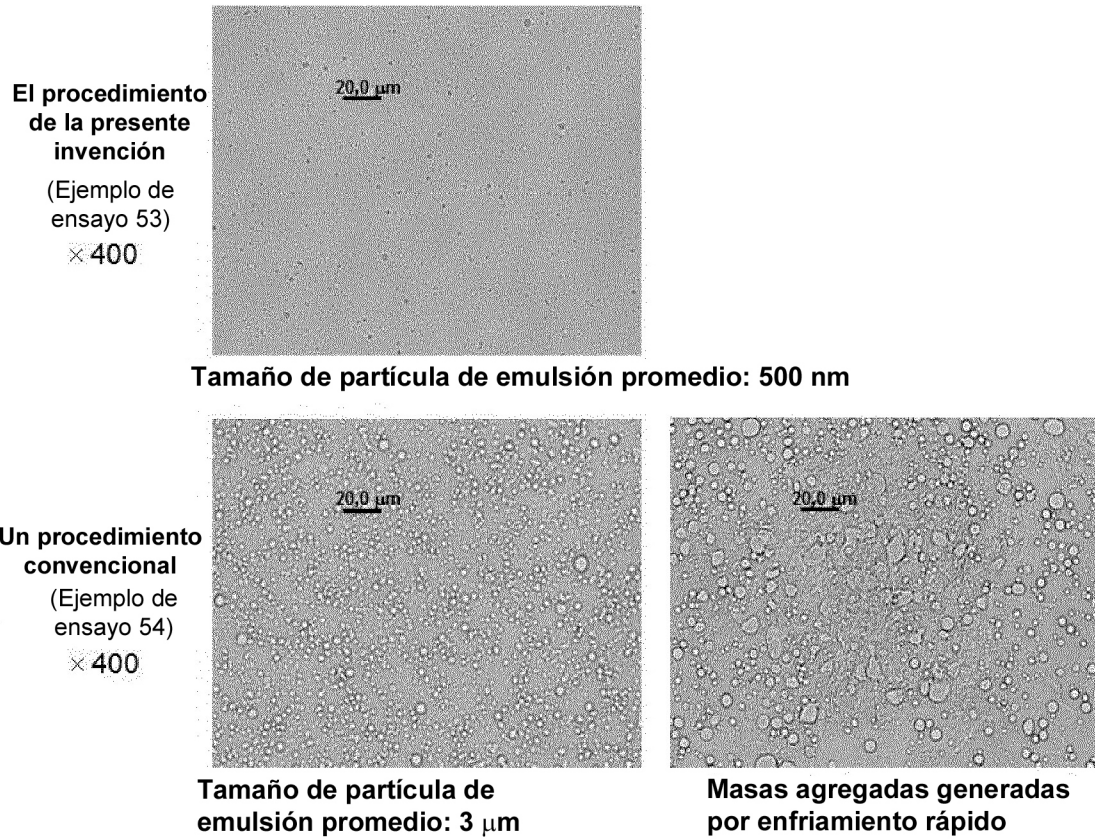 El procedimiento
de la presente
invención
(Ejemplo de
ensayo 53)
× 400
20,0 µm
Tamaño de partícula de emulsión promedio: 500 nm
Un procedimiento
convencional
(Ejemplo de
ensayo 54)
× 400
20,0 µm
Tamaño de partícula de
emulsión promedio: 3 µm
20,0 µm
Masas agregadas generadas
por enfriamiento rápido